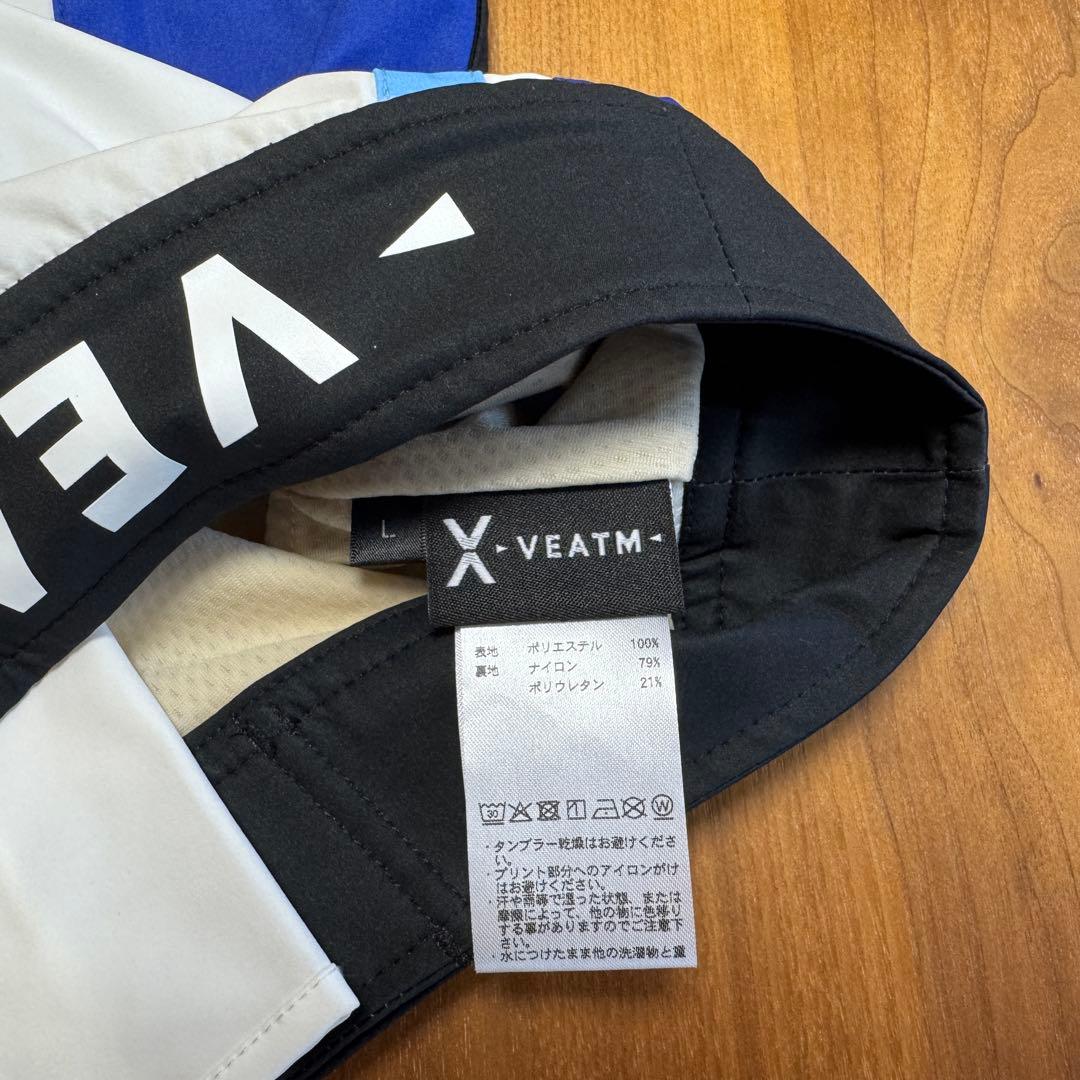 VE
L
VEATM
表地 ポリエステル 100%
裏地 ナイロン 79%
ポリウレタン 21%
30
W
・タンブラー乾燥はお避けくださ
い。
・プリント部分へのアイロンがけ
はお避けください。
・汗や雨等で湿った状態、または
摩擦によって、他の物に色移り
する事がありますのでご注意下
さい。
・水につけたまま他の洗濯物と重